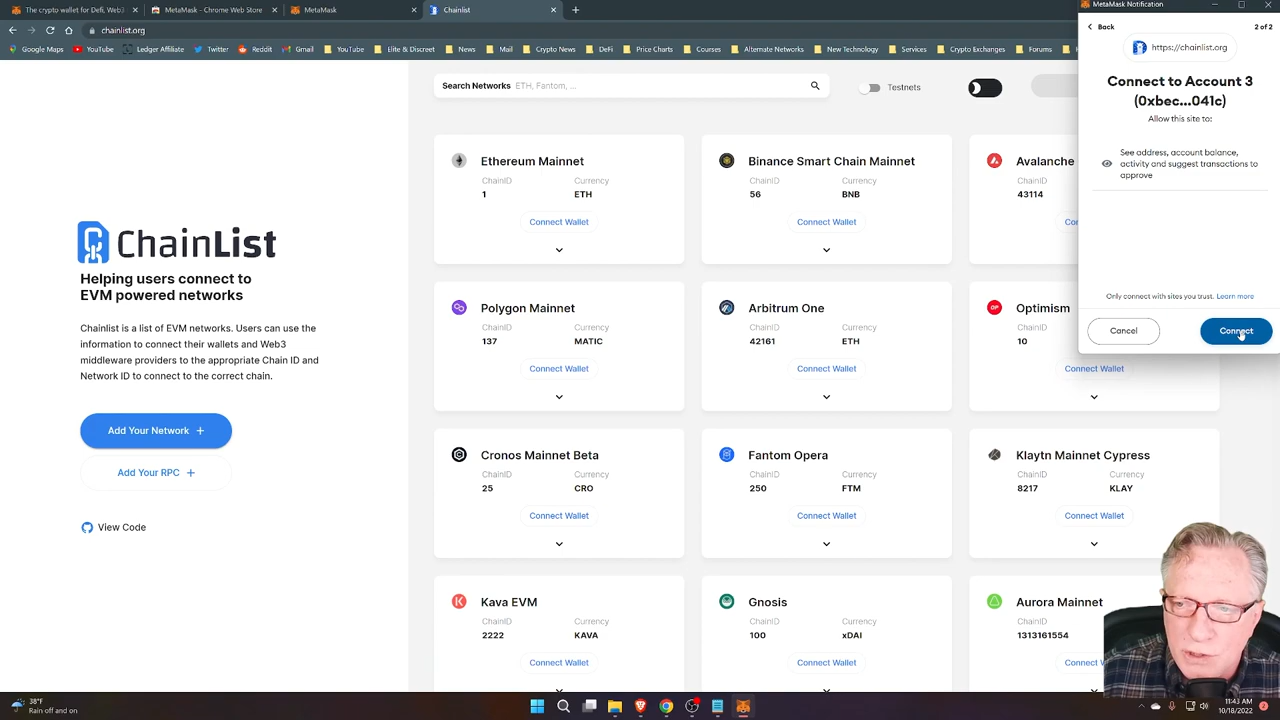 The crypto wallet for Defi, Web3
MetaMask - Chrome Web Store
MetaMask
Chainlist
chainlist.org
Google Maps
YouTube
Ledger Affiliate
Twitter
Reddit
Gmail
YouTube
Elite & Discreet
News
Mail
Crypto News
DeFi
Price Charts
Courses
Alternate Networks
New Technology
Services
Crypto Exchanges
Forums
MetaMask Notification
Back
2 of 2
https://chainlist.org
Connect to Account 3
(0xbec...041c)
Allow this site to:
See address, account balance,
activity and suggest transactions to
approve
Only connect with sites you trust. Learn more
Cancel
Connect
Search Networks ETH, Fantom, ...
Testnets
ChainList
Helping users connect to
EVM powered networks
Chainlist is a list of EVM networks. Users can use the
information to connect their wallets and Web3
middleware providers to the appropriate Chain ID and
Network ID to connect to the correct chain.
Add Your Network +
Add Your RPC +
View Code
Ethereum Mainnet
ChainID Currency
1 ETH
Connect Wallet
Binance Smart Chain Mainnet
ChainID Currency
56 BNB
Connect Wallet
Avalanche
ChainID
43114
Polygon Mainnet
ChainID Currency
137 MATIC
Connect Wallet
Arbitrum One
ChainID Currency
42161 ETH
Connect Wallet
Optimism
ChainID
10
Connect Wallet
Cronos Mainnet Beta
ChainID Currency
25 CRO
Connect Wallet
Fantom Opera
ChainID Currency
250 FTM
Connect Wallet
Klaytn Mainnet Cypress
ChainID Currency
8217 KLAY
Connect Wallet
Kava EVM
ChainID Currency
2222 KAVA
Connect Wallet
Gnosis
ChainID Currency
100 xDAI
Connect Wallet
Aurora Mainnet
ChainID
1313161554
Connect
38°F
Rain off and on
11:43 AM
10/18/2022
2